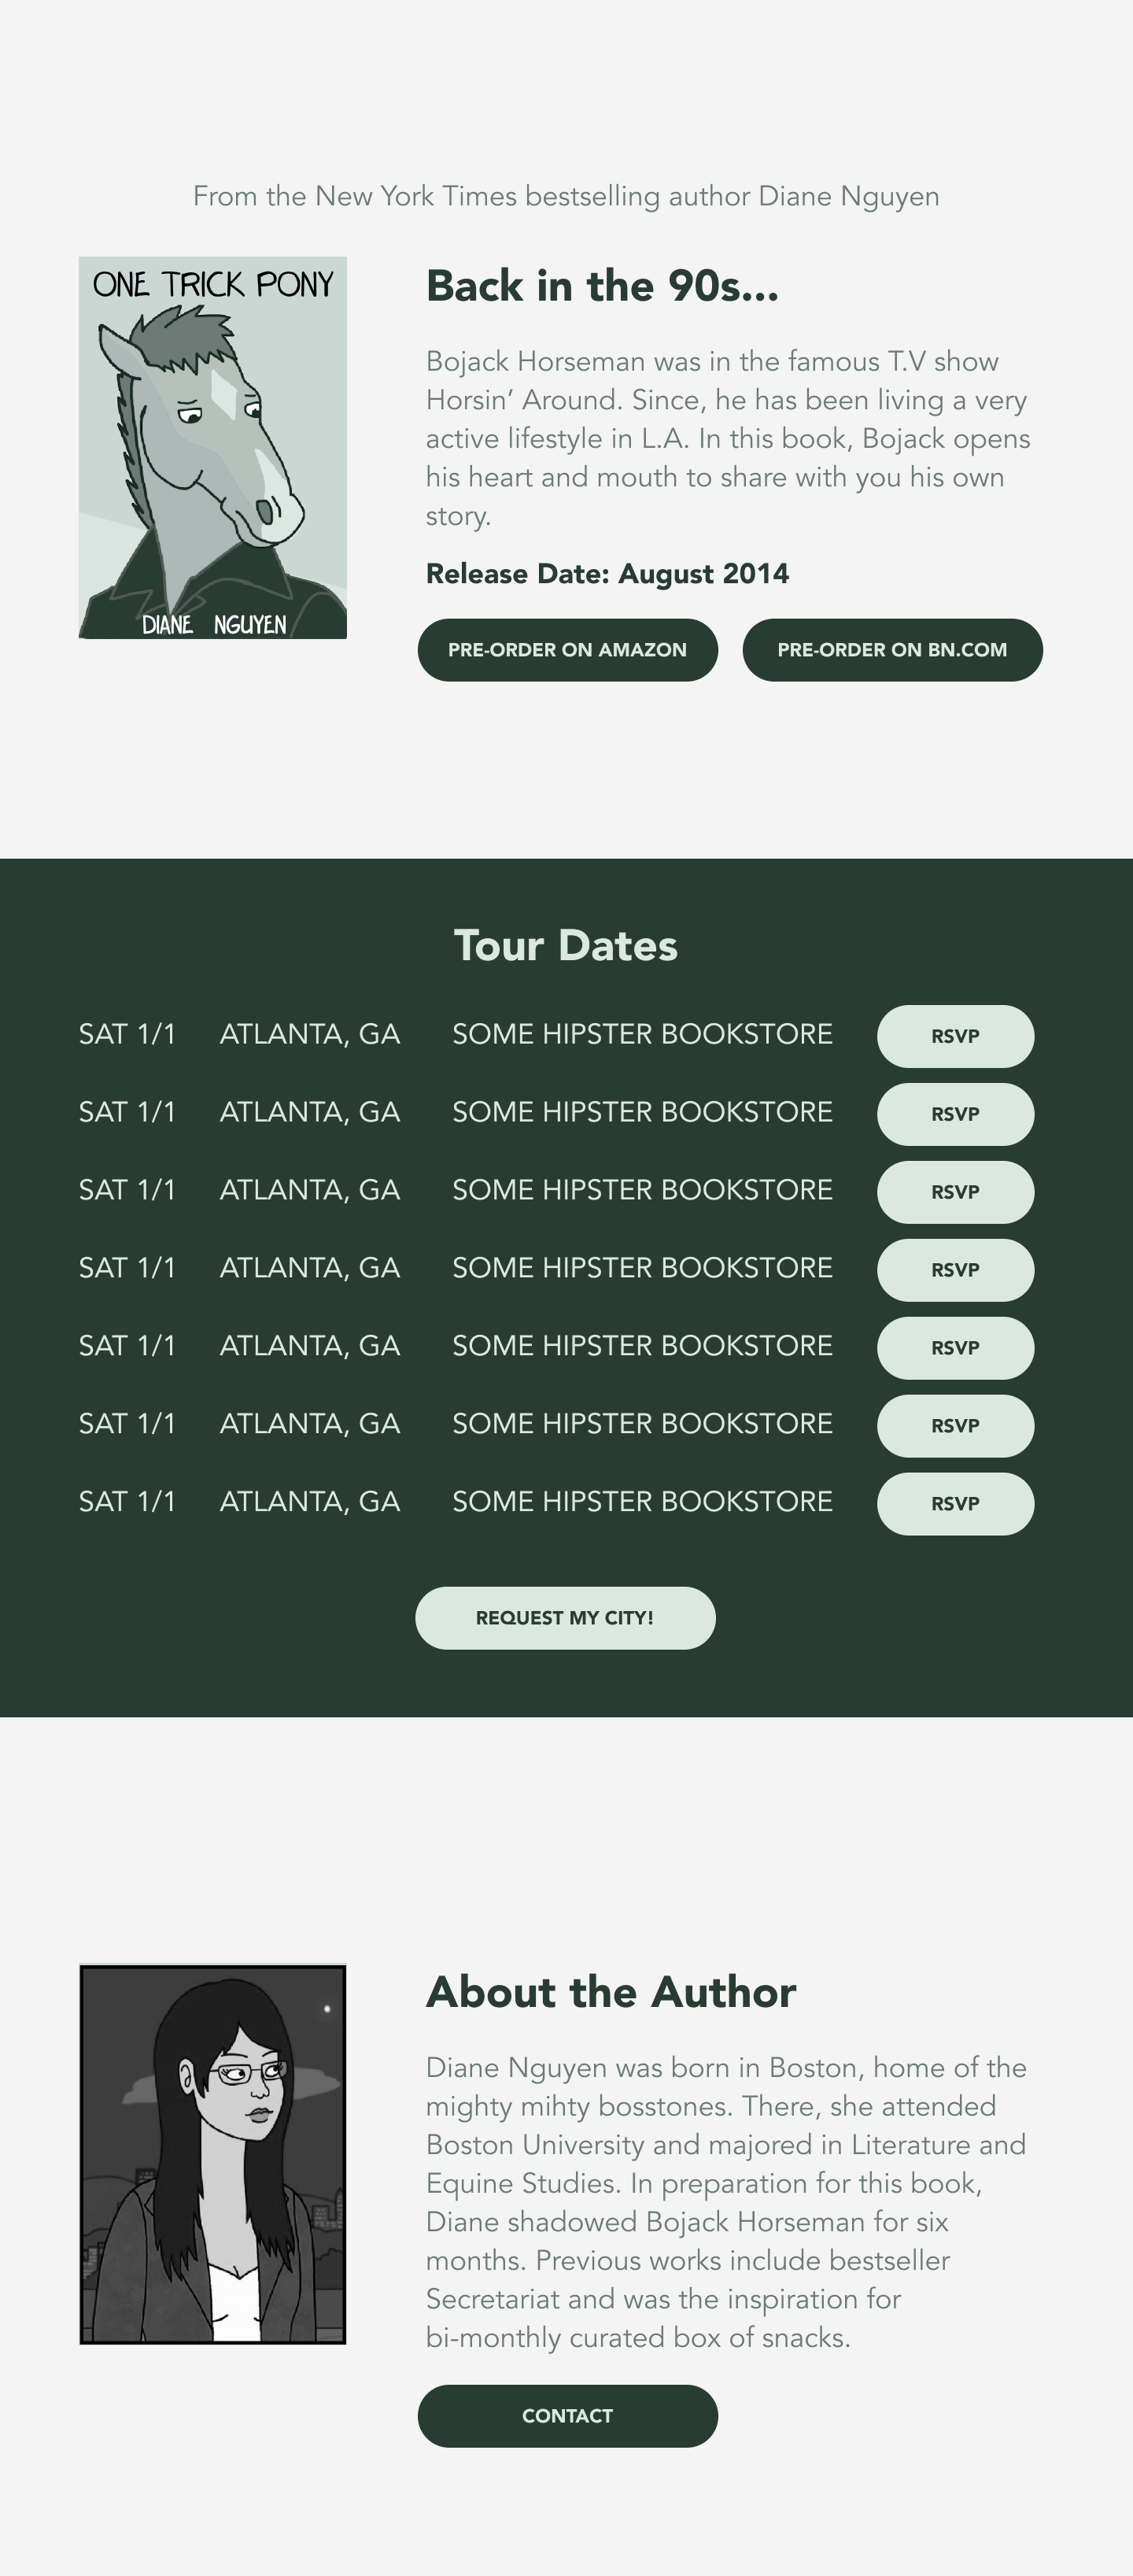 From the New York Times bestselling author Diane Nguyen
ONE TRICK PONY
DIANE NGUYEN
Back in the 90s...
Bojack Horseman was in the famous T.V show
Horsin’ Around. Since, he has been living a very
active lifestyle in L.A. In this book, Bojack opens
his heart and mouth to share with you his own
story.
Release Date: August 2014
PRE-ORDER ON AMAZON
PRE-ORDER ON BN.COM
Tour Dates
SAT 1/1 ATLANTA, GA SOME HIPSTER BOOKSTORE RSVP
SAT 1/1 ATLANTA, GA SOME HIPSTER BOOKSTORE RSVP
SAT 1/1 ATLANTA, GA SOME HIPSTER BOOKSTORE RSVP
SAT 1/1 ATLANTA, GA SOME HIPSTER BOOKSTORE RSVP
SAT 1/1 ATLANTA, GA SOME HIPSTER BOOKSTORE RSVP
SAT 1/1 ATLANTA, GA SOME HIPSTER BOOKSTORE RSVP
SAT 1/1 ATLANTA, GA SOME HIPSTER BOOKSTORE RSVP
REQUEST MY CITY!
About the Author
Diane Nguyen was born in Boston, home of the
mighty mihty bosstones. There, she attended
Boston University and majored in Literature and
Equine Studies. In preparation for this book,
Diane shadowed Bojack Horseman for six
months. Previous works include bestseller
Secretariat and was the inspiration for
bi-monthly curated box of snacks.
CONTACT